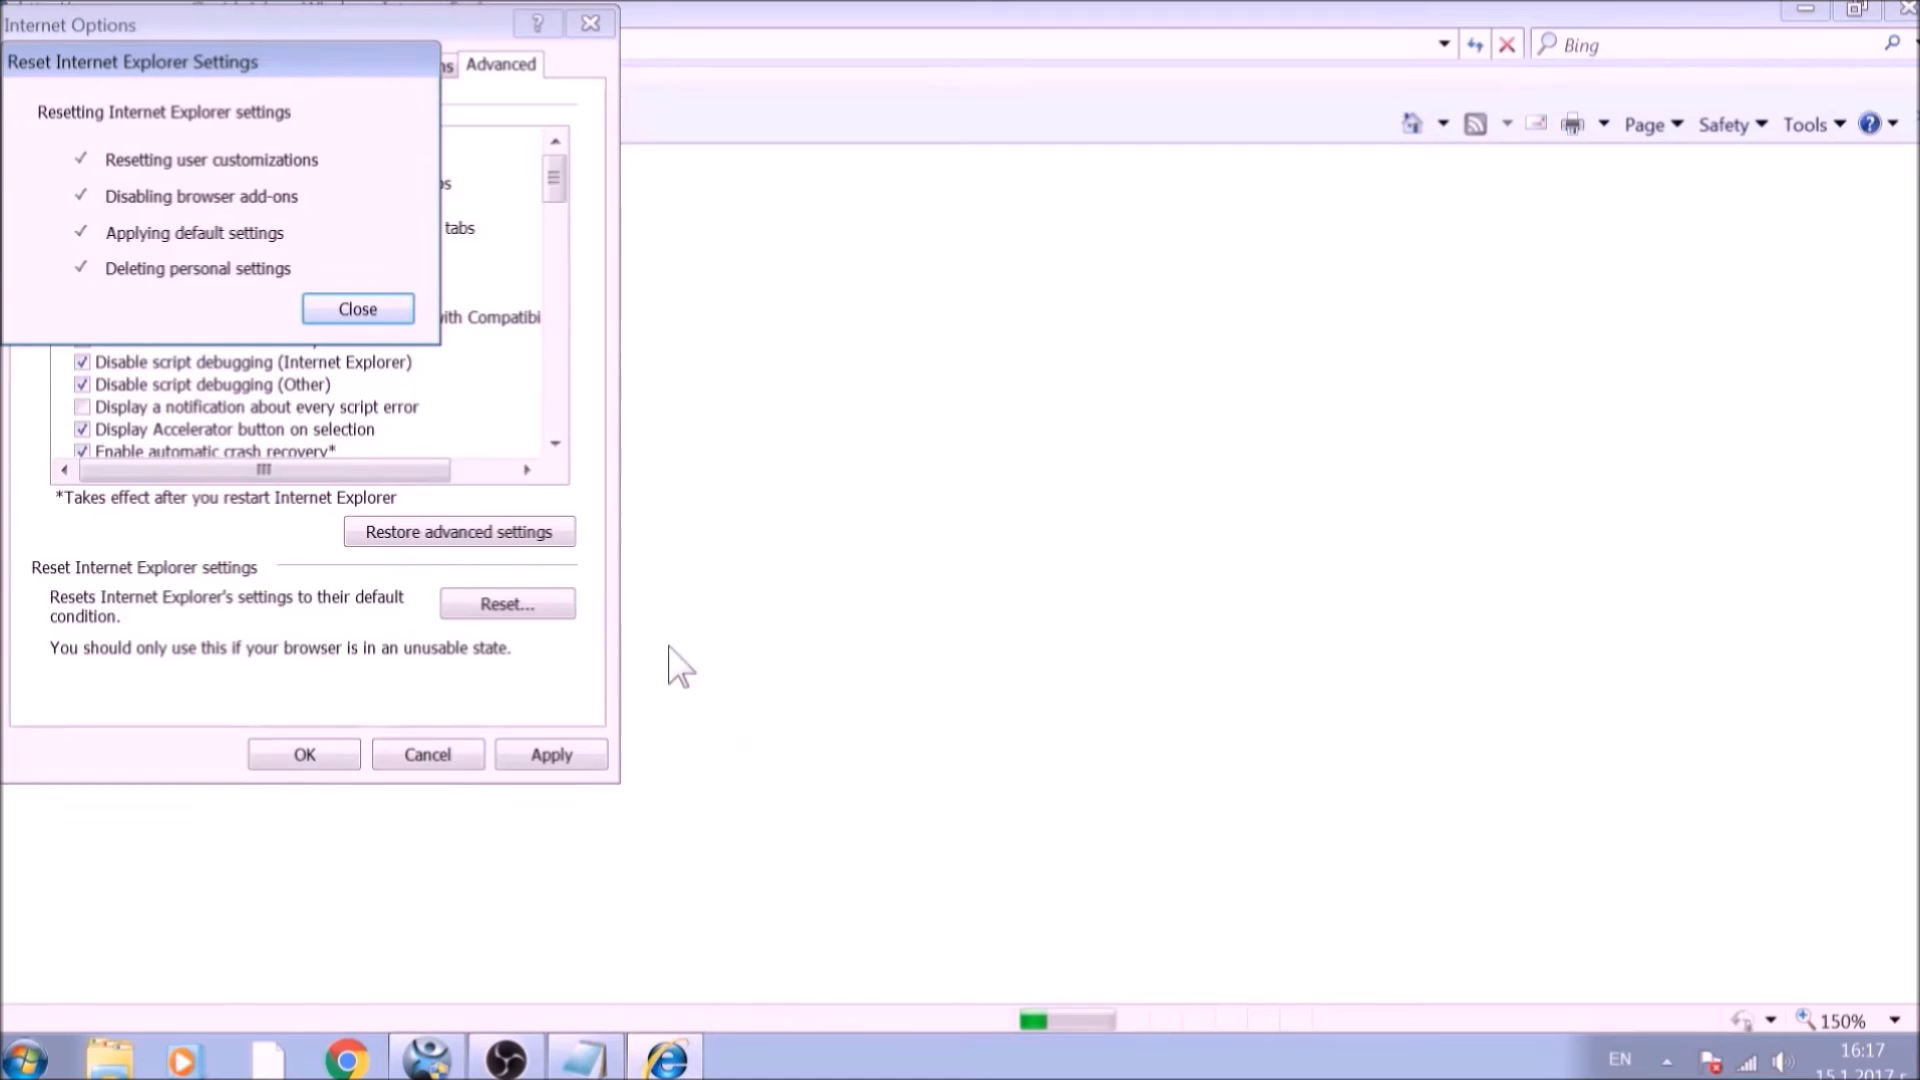 Internet Options
Reset Internet Explorer Settings
Advanced
Bing
Resetting Internet Explorer settings
Page
Safety
Tools
Resetting user customizations
Disabling browser add-ons
tabs
Applying default settings
Deleting personal settings
Close
with Compatibi
Disable script debugging (Internet Explorer)
Disable script debugging (Other)
Display a notification about every script error
Display Accelerator button on selection
Enable automatic crash recovery*
*Takes effect after you restart Internet Explorer
Restore advanced settings
Reset Internet Explorer settings
Resets Internet Explorer's settings to their default
condition.
Reset...
You should only use this if your browser is in an unusable state.
OK
Cancel
Apply
150%
EN
16:17
15.1.2017 г.